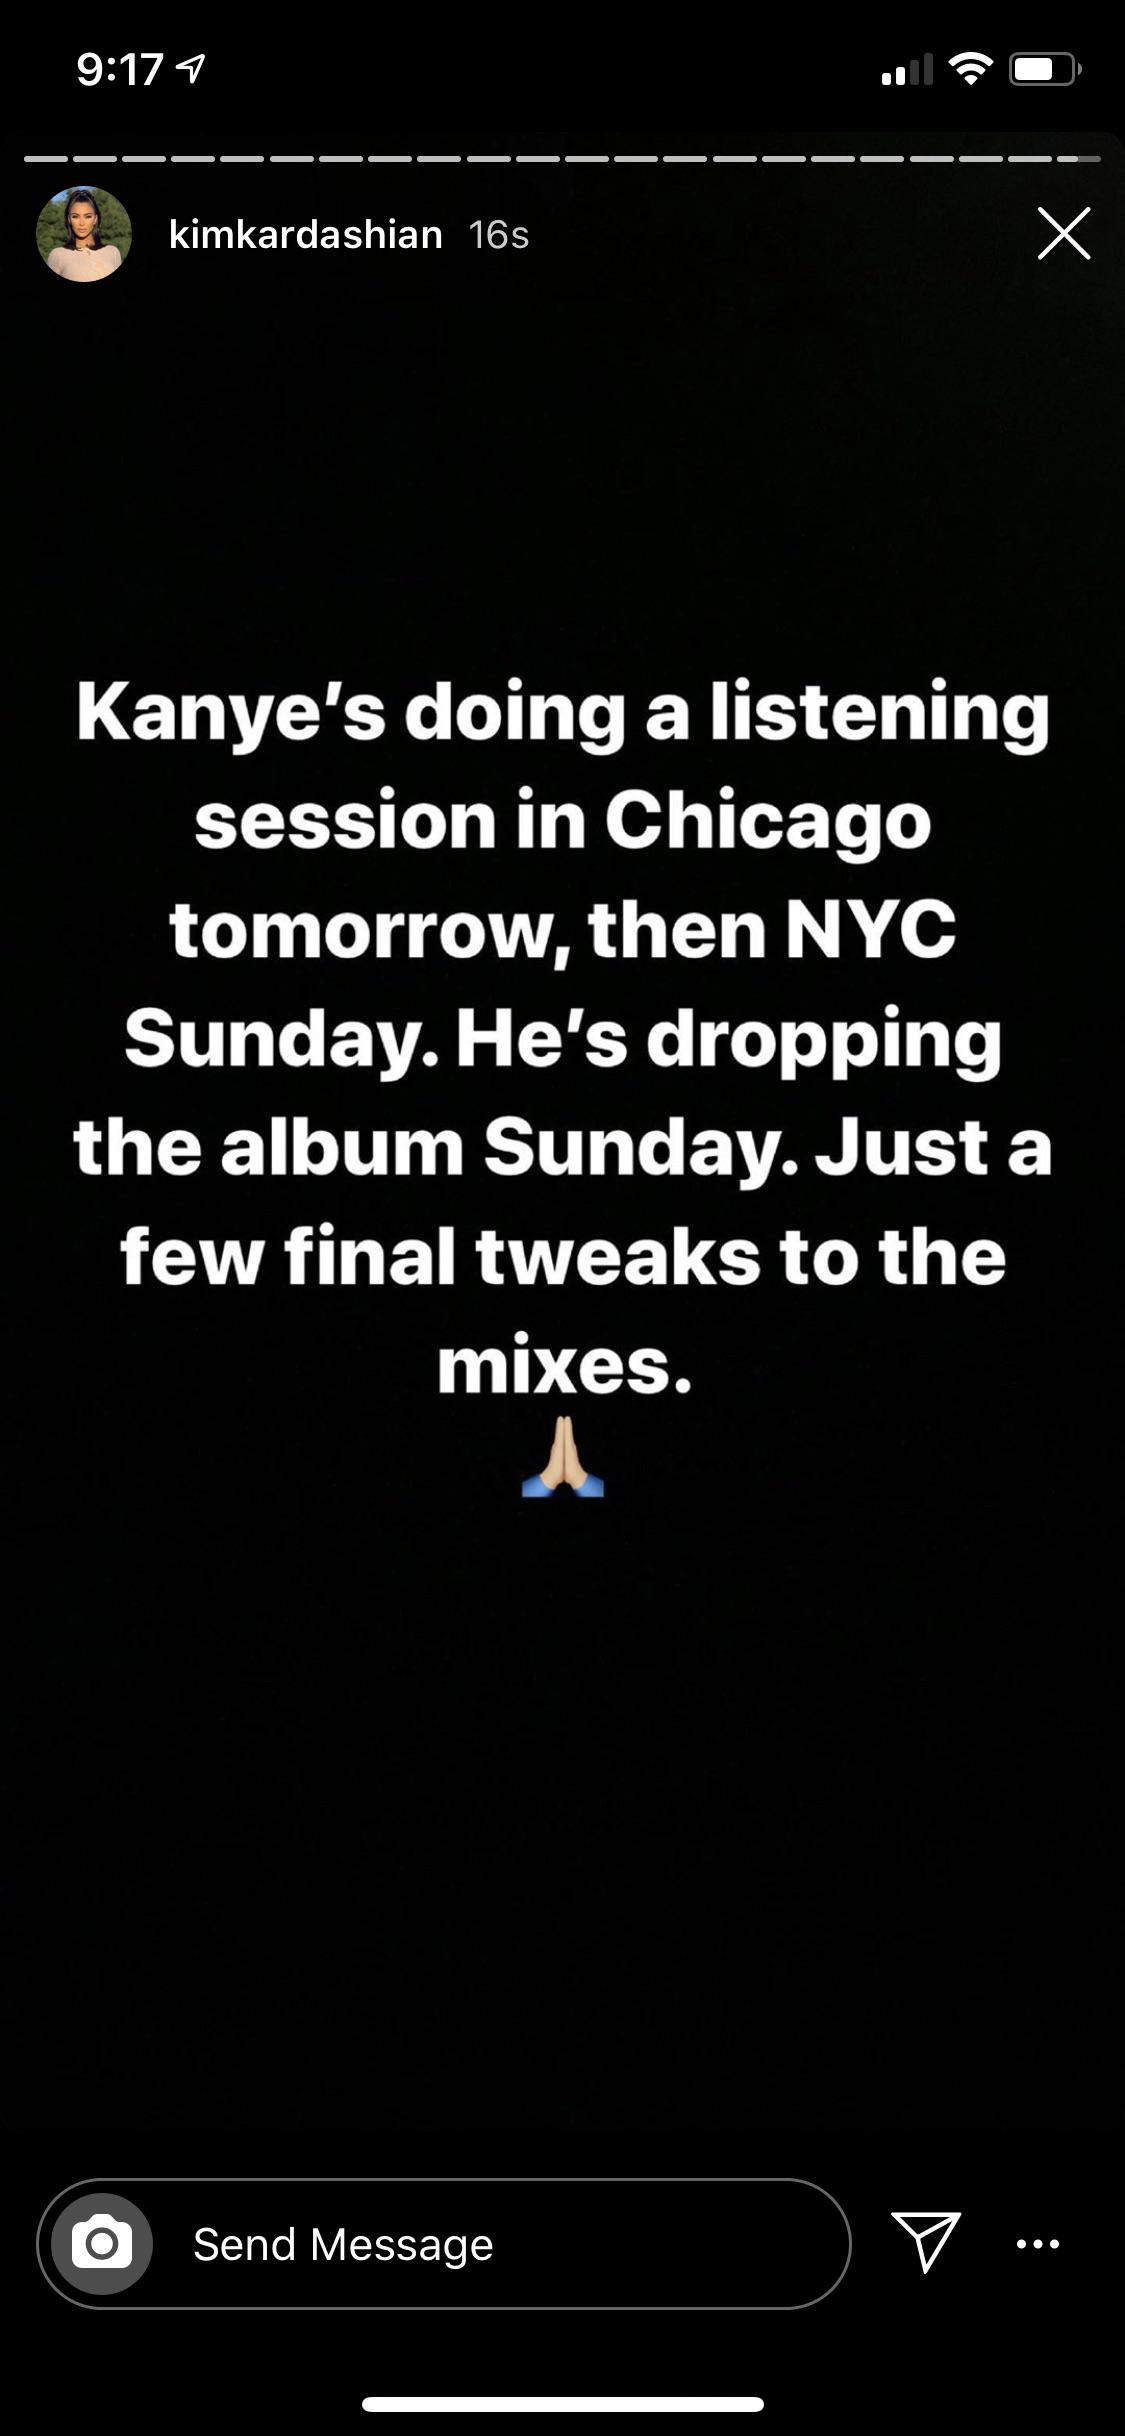 9:17
kimkardashian 16s
Kanye’s doing a listening
session in Chicago
tomorrow, then NYC
Sunday. He’s dropping
the album Sunday. Just a
few final tweaks to the
mixes.
🙏🏼
Send Message